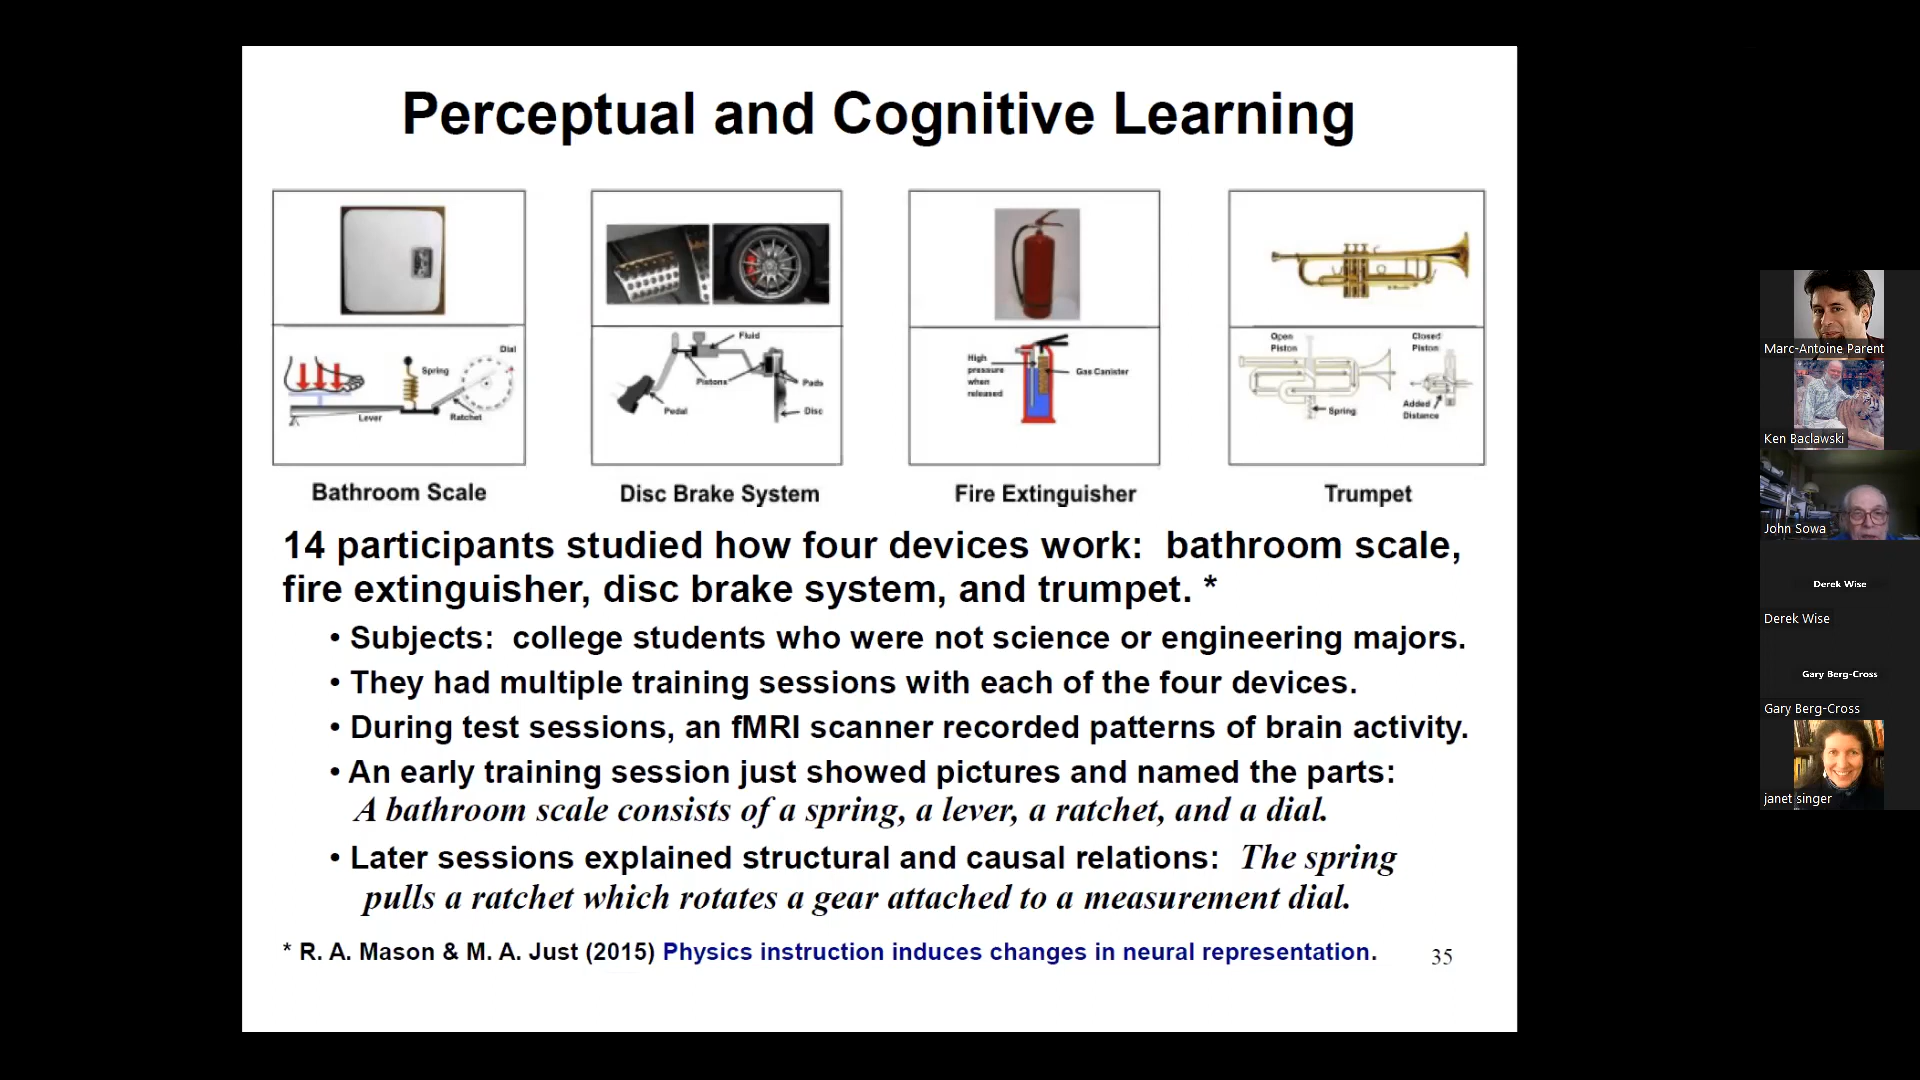 Perceptual and Cognitive Learning
Dial
Spring
Lever
Ratchet
Bathroom Scale
Fluid
Pistons
Pads
Pedal
Disc
Disc Brake System
High
pressure
when
released
Gas Canister
Fire Extinguisher
Open
Piston
Closed
Piston
Spring
Added
Distance
Trumpet
14 participants studied how four devices work: bathroom scale,
fire extinguisher, disc brake system, and trumpet. *
• Subjects: college students who were not science or engineering majors.
• They had multiple training sessions with each of the four devices.
• During test sessions, an fMRI scanner recorded patterns of brain activity.
• An early training session just showed pictures and named the parts:
A bathroom scale consists of a spring, a lever, a ratchet, and a dial.
• Later sessions explained structural and causal relations: The spring
pulls a ratchet which rotates a gear attached to a measurement dial.
* R. A. Mason & M. A. Just (2015) Physics instruction induces changes in neural representation.
35
Marc-Antoine Parent
Ken Baclawski
John Sowa
Derek Wise
Derek Wise
Gary Berg-Cross
Gary Berg-Cross
janet singer